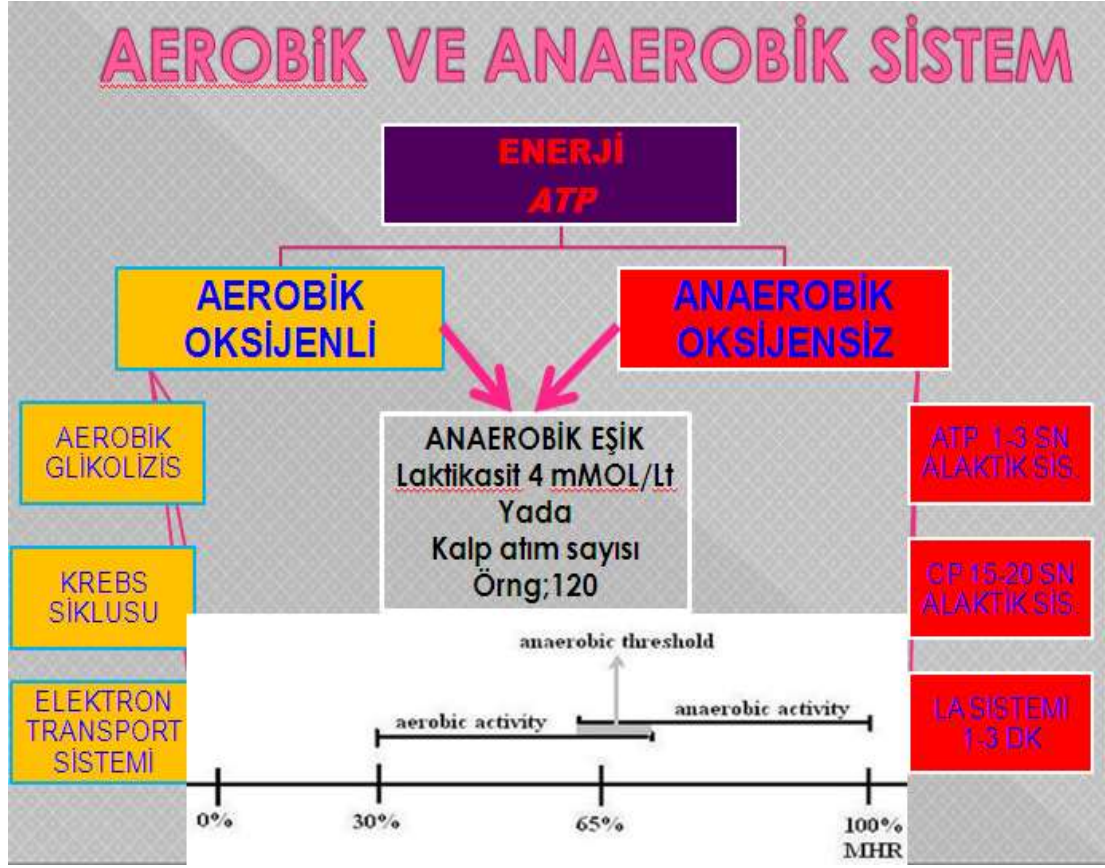 AEROBiK VE ANAEROBİK SİSTEM
ENERJİ
ATP
AEROBİK
OKSİJENLİ
ANAEROBİK
OKSİJENSİZ
AEROBİK
GLİKOLİZİS
KREBS
SİKLUSU
ELEKTRON
TRANSPORT
SİSTEMİ
ANAEROBİK EŞİK
Laktikasit 4 mMOL/Lt
Yada
Kalp atım sayısı
Örng;120
ATP 1-3 SN
ALAKTİK SİS.
CP 15-20 SN
ALAKTİK SİS.
LA SİSTEMİ
1-3 DK
anaerobic threshold
aerobic activity
anaerobic activity
0%
30%
65%
100%
MHR